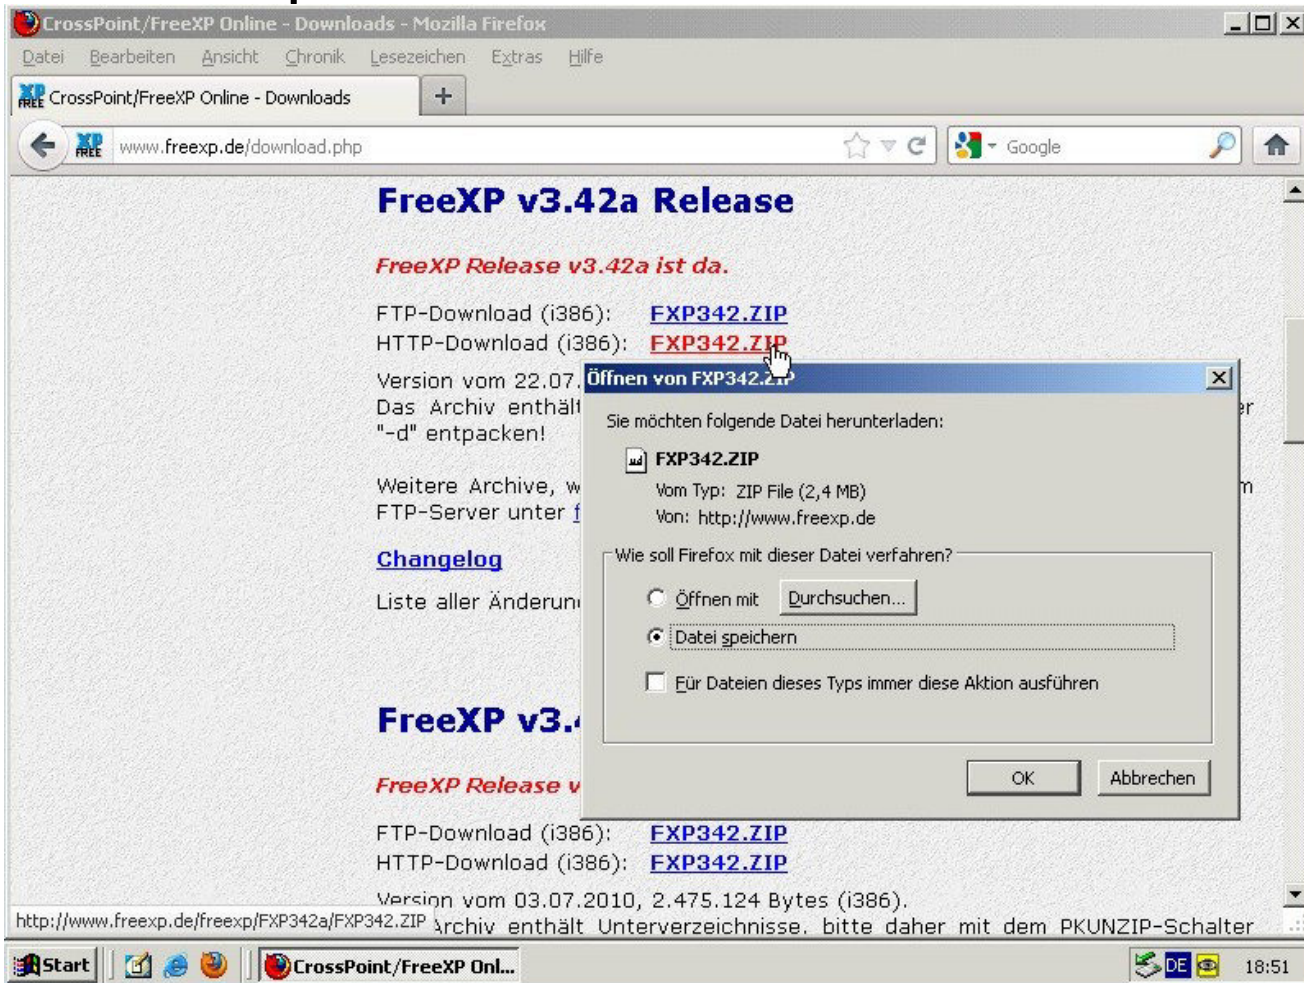 CrossPoint/FreeXP Online - Downloads - Mozilla Firefox
Datei Bearbeiten Ansicht Chronik Lesezeichen Extras Hilfe
XP FREE CrossPoint/FreeXP Online - Downloads +
XP FREE www.freexp.de/download.php Google
FreeXP v3.42a Release
FreeXP Release v3.42a ist da.
FTP-Download (i386): FXP342.ZIP
HTTP-Download (i386): FXP342.ZIP
Version vom 22.07.
Das Archiv enthält
"-d" entpacken!
Weitere Archive,
FTP-Server unter
Changelog
Liste aller
Öffnen von FXP342.ZIP
Sie möchten folgende Datei herunterladen:
FXP342.ZIP
Vom Typ: ZIP File (2,4 MB)
Von: http://www.freexp.de
Wie soll Firefox mit dieser Datei verfahren?
Öffnen mit Durchsuchen...
Datei speichern
Für Dateien dieses Typs immer diese Aktion ausführen
OK Abbrechen
FreeXP
FreeXP Release
FTP-Download (i386): FXP342.ZIP
HTTP-Download (i386): FXP342.ZIP
Version vom 03.07.2010, 2.475.124 Bytes (i386).
http://www.freexp.de/freexp/FXP342a/FXP342.ZIP Archiv enthält Unterverzeichnisse, bitte daher mit dem PKUNZIP-Schalter
Start CrossPoint/FreeXP Onl... DE 18:51